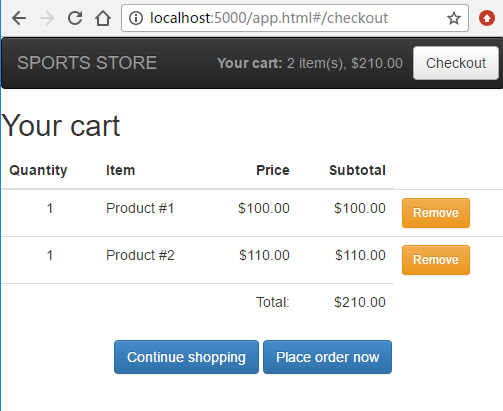 localhost:5000/app.html#/checkout
SPORTS STORE Your cart: 2 item(s), $210.00 Checkout
Your cart
Quantity Item Price Subtotal
1 Product #1 $100.00 $100.00 Remove
1 Product #2 $110.00 $110.00 Remove
Total: $210.00
Continue shopping Place order now